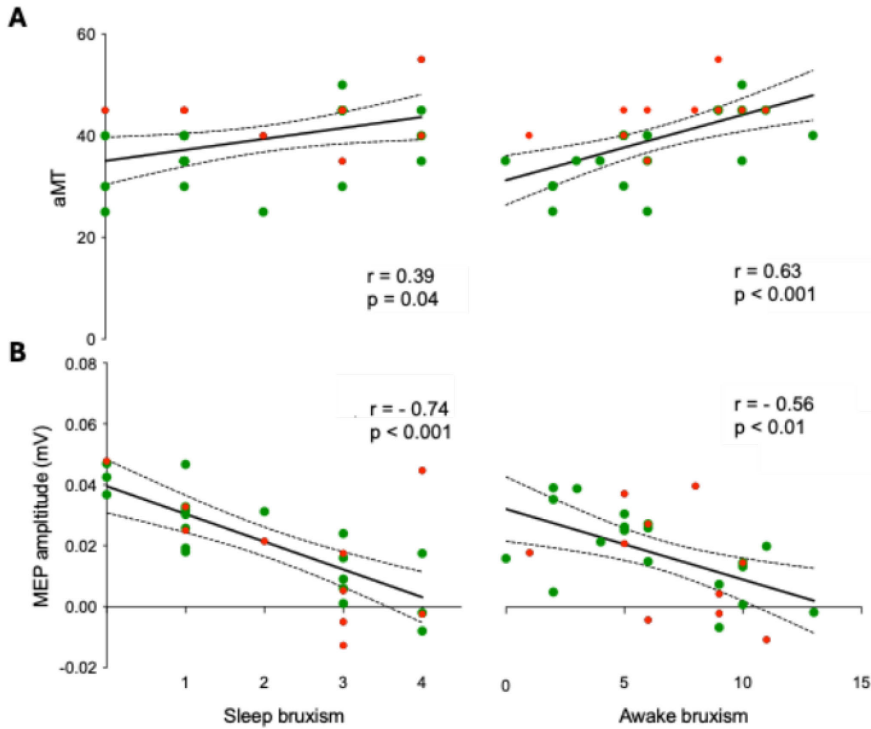 A
60
40
20
0
aMT
r = 0.39
p = 0.04
r = 0.63
p < 0.001
B
0.08
0.06
0.04
0.02
0.00
-0.02
MEP ampltitude (mV)
r = - 0.74
p < 0.001
r = - 0.56
p < 0.01
1 2 3 4
0 5 10 15
Sleep bruxism
Awake bruxism